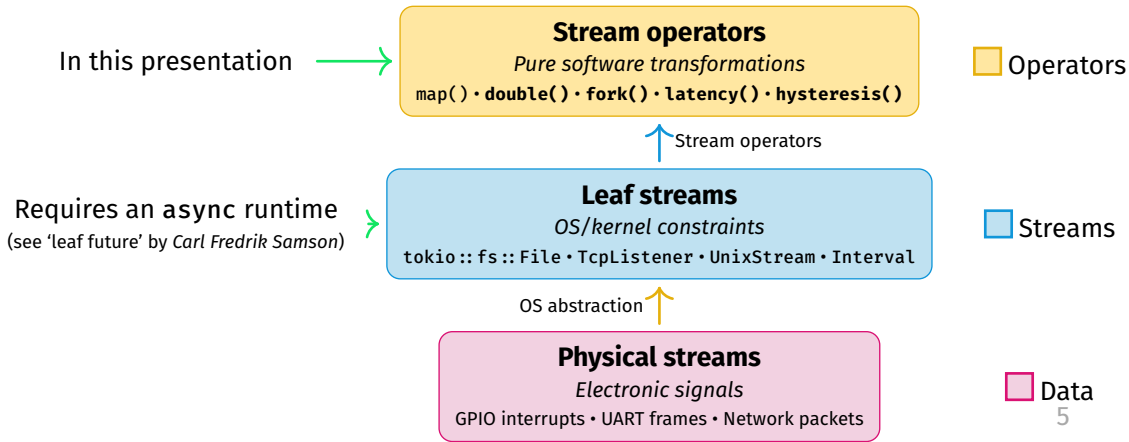 Stream operators
Pure software transformations
map() • double() • fork() • latency() • hysteresis()
In this presentation
Operators
Stream operators
Leaf streams
OS/kernel constraints
tokio::fs::File • TcpListener • UnixStream • Interval
Requires an async runtime
(see ‘leaf future’ by Carl Fredrik Samson)
Streams
OS abstraction
Physical streams
Electronic signals
GPIO interrupts • UART frames • Network packets
Data
5